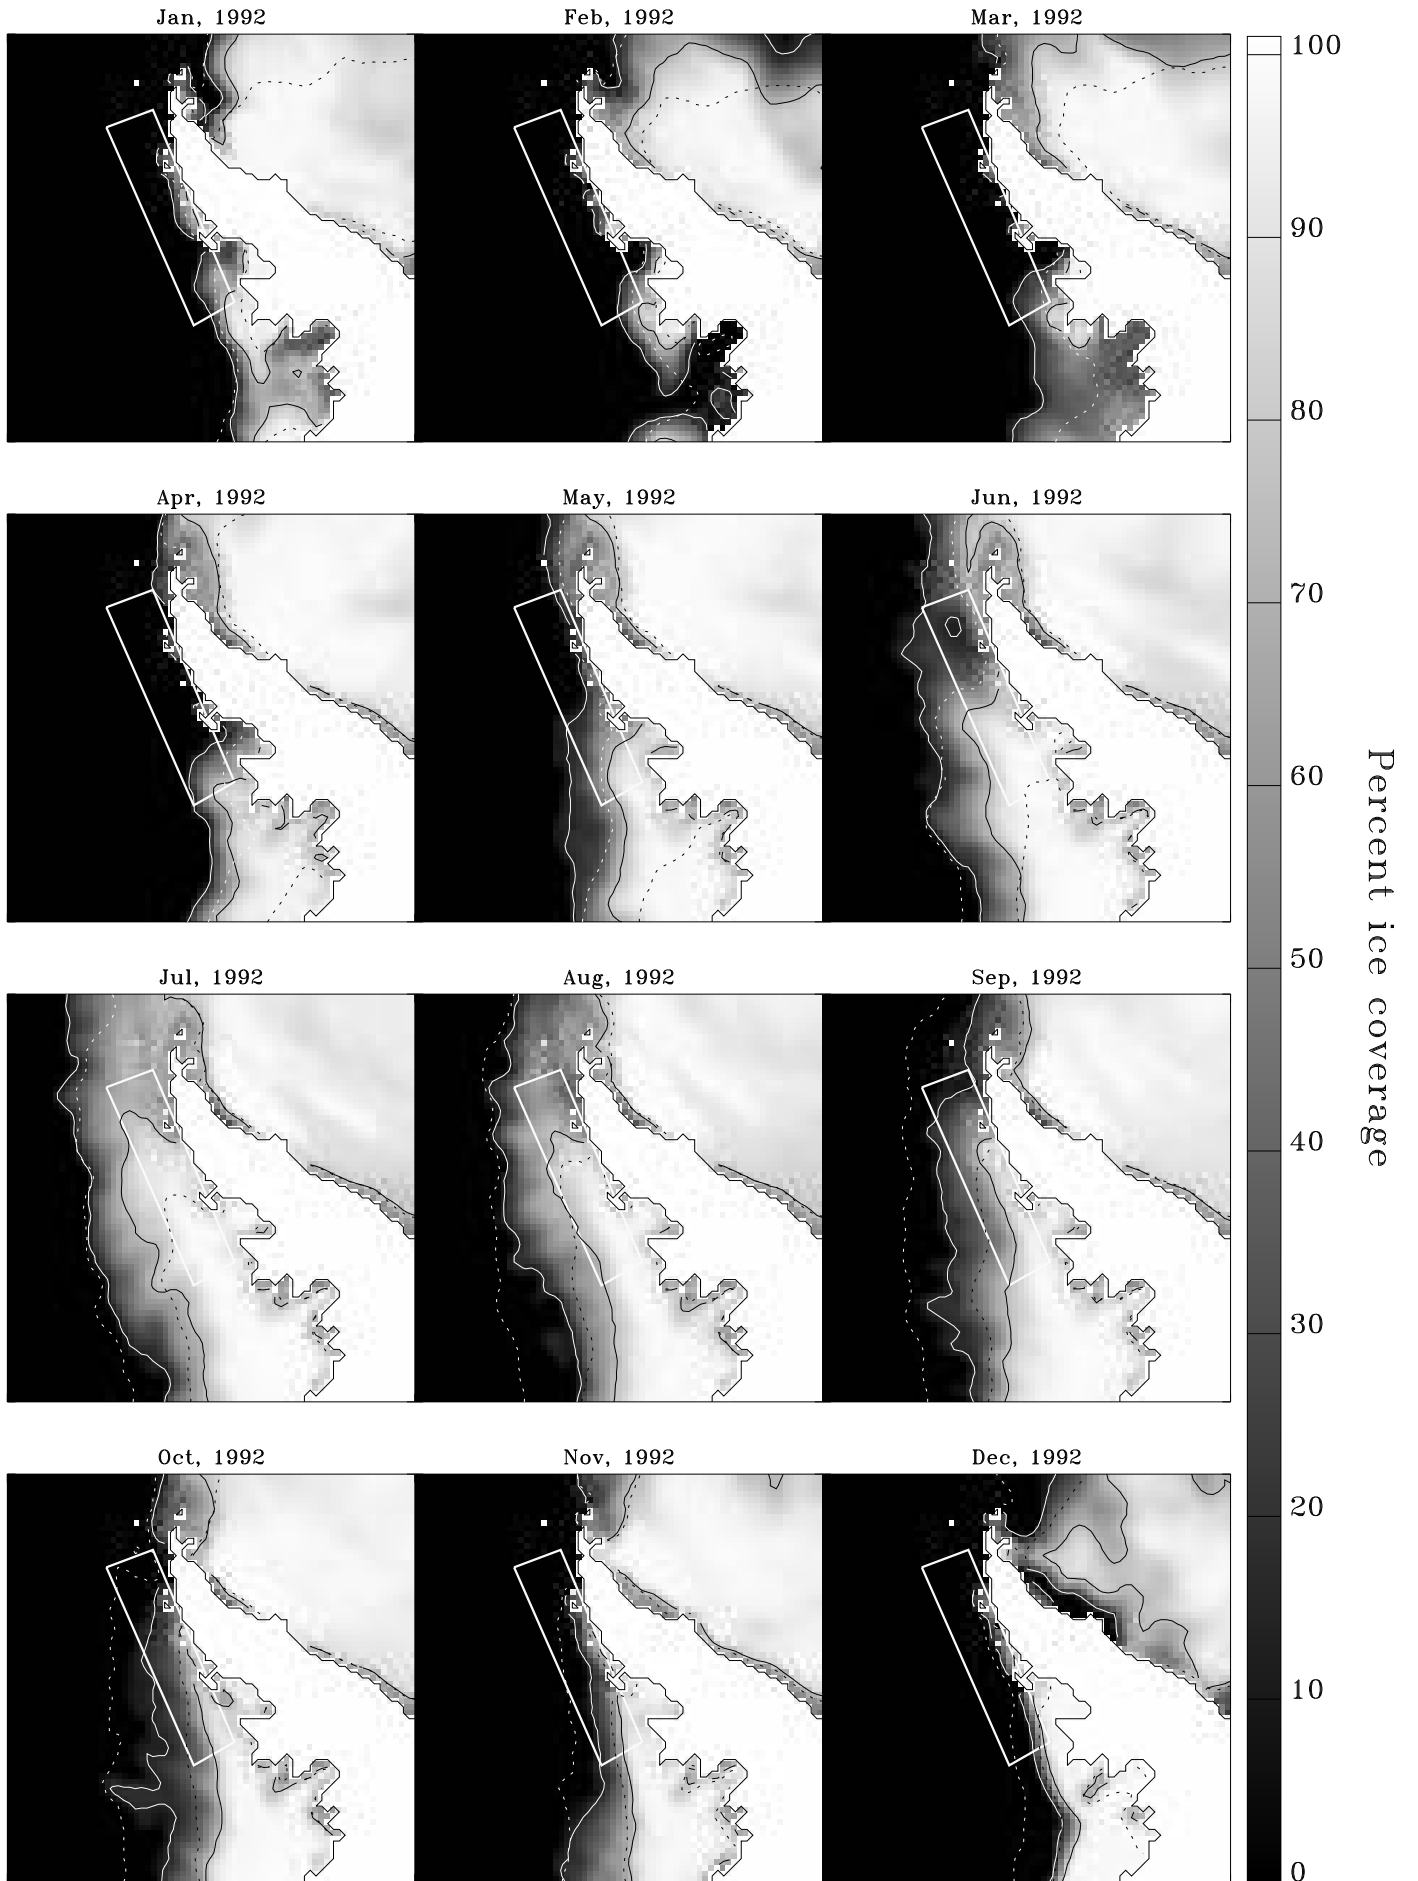 Jan, 1992
Feb, 1992
Mar, 1992
Apr, 1992
May, 1992
Jun, 1992
Jul, 1992
Aug, 1992
Sep, 1992
Oct, 1992
Nov, 1992
Dec, 1992
100
90
80
70
60
50
40
30
20
10
0
Percent ice coverage